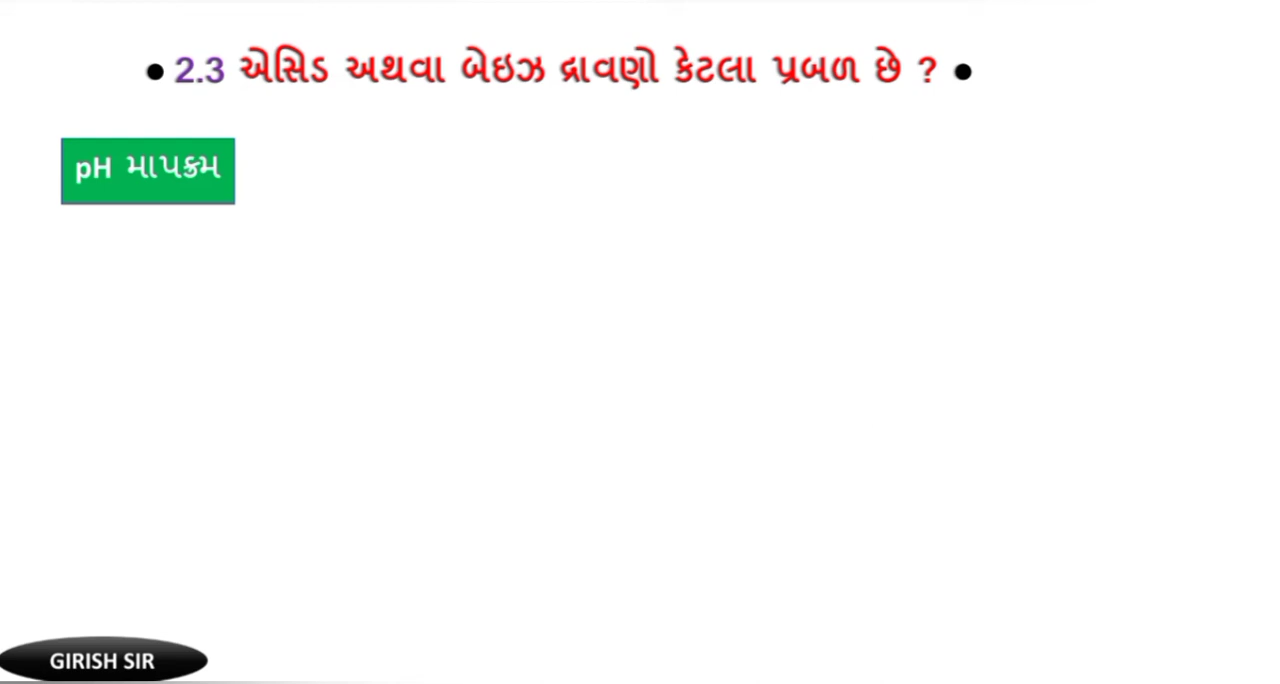 • 2.3 એસિડ અથવા બેઇઝ દ્રાવણો કેટલા પ્રબળ છે ? •
pH માપક્રમ
GIRISH SIR